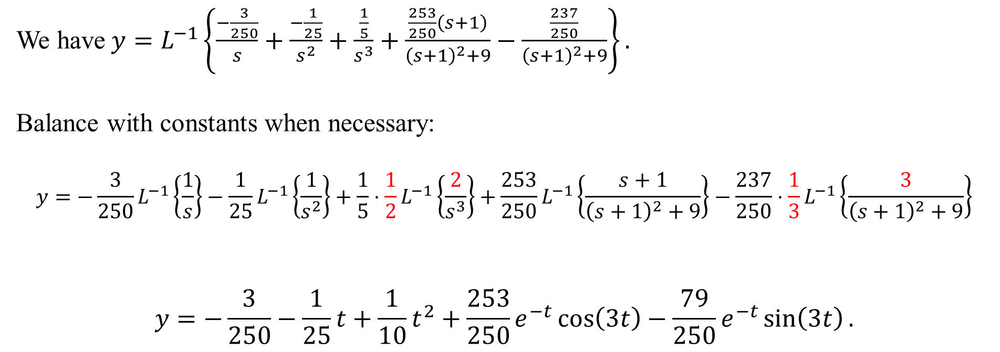 We have $y = L^{-1}\left\{\frac{-\frac{3}{250}}{s} + \frac{-\frac{1}{25}}{s^2} + \frac{\frac{1}{5}}{s^3} + \frac{\frac{253}{250}(s+1)}{(s+1)^2+9} - \frac{\frac{237}{250}}{(s+1)^2+9}\right\}.$
Balance with constants when necessary:
$y = -\frac{3}{250}L^{-1}\left\{\frac{1}{s}\right\} - \frac{1}{25}L^{-1}\left\{\frac{1}{s^2}\right\} + \frac{1}{5} \cdot \frac{1}{2}L^{-1}\left\{\frac{2}{s^3}\right\} + \frac{253}{250}L^{-1}\left\{\frac{s+1}{(s+1)^2+9}\right\} - \frac{237}{250} \cdot \frac{1}{3}L^{-1}\left\{\frac{3}{(s+1)^2+9}\right\}$
$y = -\frac{3}{250} - \frac{1}{25}t + \frac{1}{10}t^2 + \frac{253}{250}e^{-t}\cos(3t) - \frac{79}{250}e^{-t}\sin(3t).$